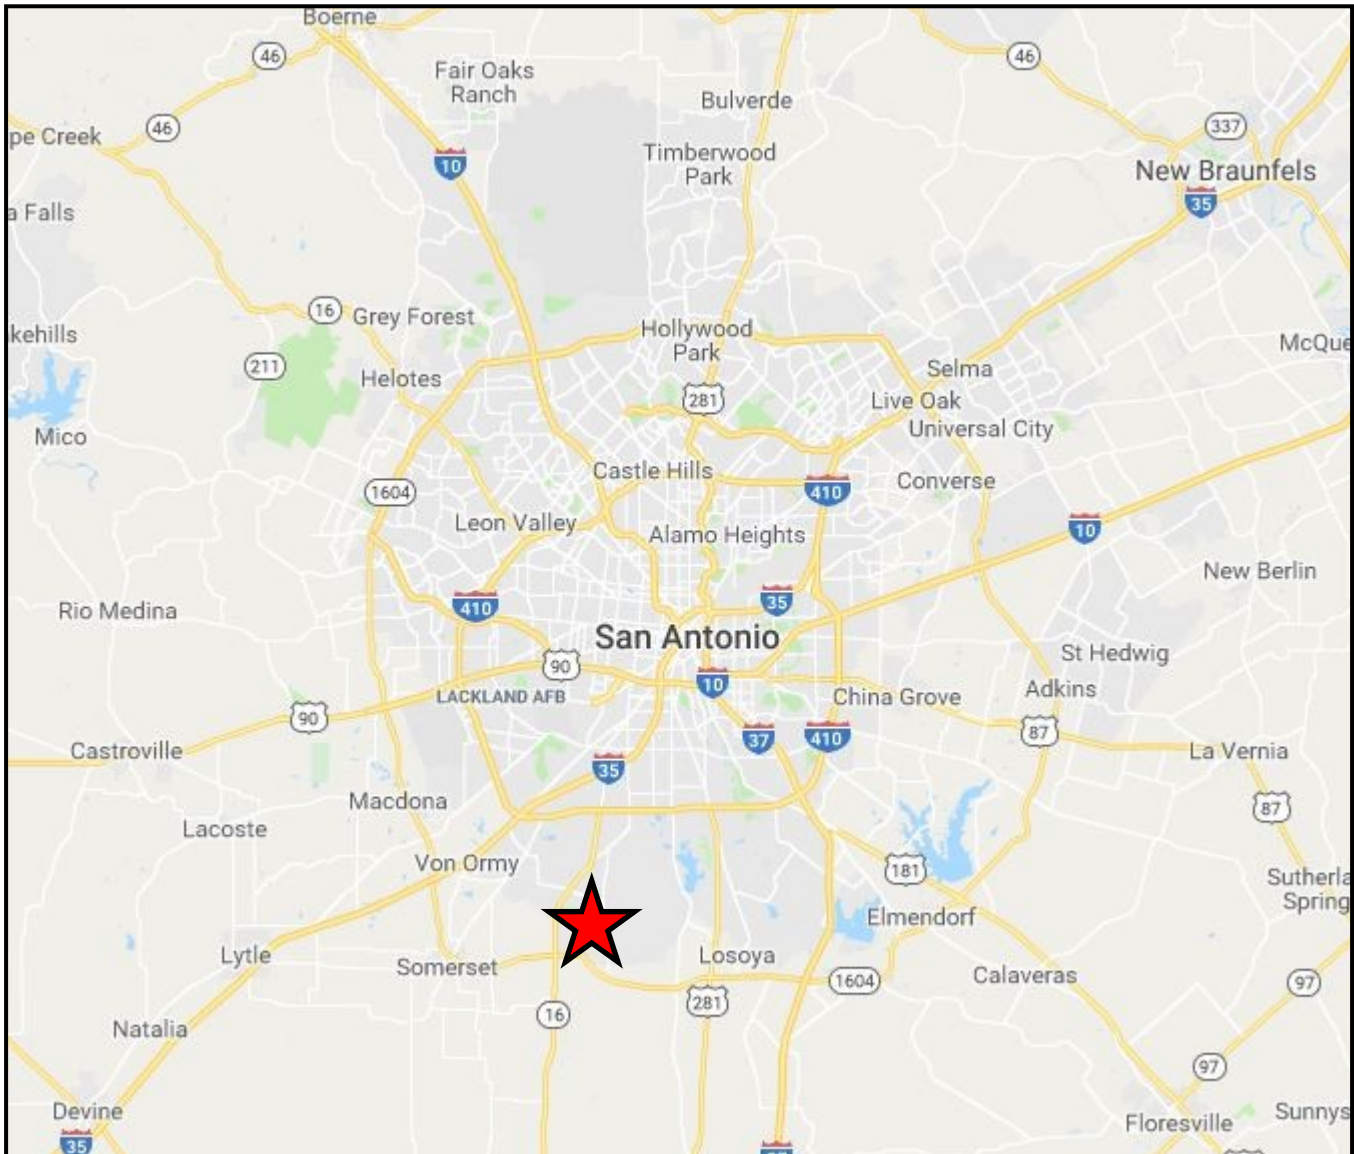 Boerne
46
46
Fair Oaks
Ranch
Bulverde
46
337
pe Creek
10
Timberwood
Park
New Braunfels
35
a Falls
16
Grey Forest
Hollywood
Park
kehills
McQue
211
Helotes
Selma
281
Live Oak
Universal City
Mico
Castle Hills
410
Converse
1604
Leon Valley
Alamo Heights
10
New Berlin
Rio Medina
410
35
San Antonio
90
St Hedwig
10
LACKLAND AFB
China Grove
Adkins
90
37
410
87
Castroville
La Vernia
35
Macdona
87
Lacoste
Von Ormy
181
Sutherla
Spring
Elmendorf
Lytle
Somerset
Losoya
1604
Calaveras
97
16
281
Natalia
97
Devine
Floresville
Sunnys
35